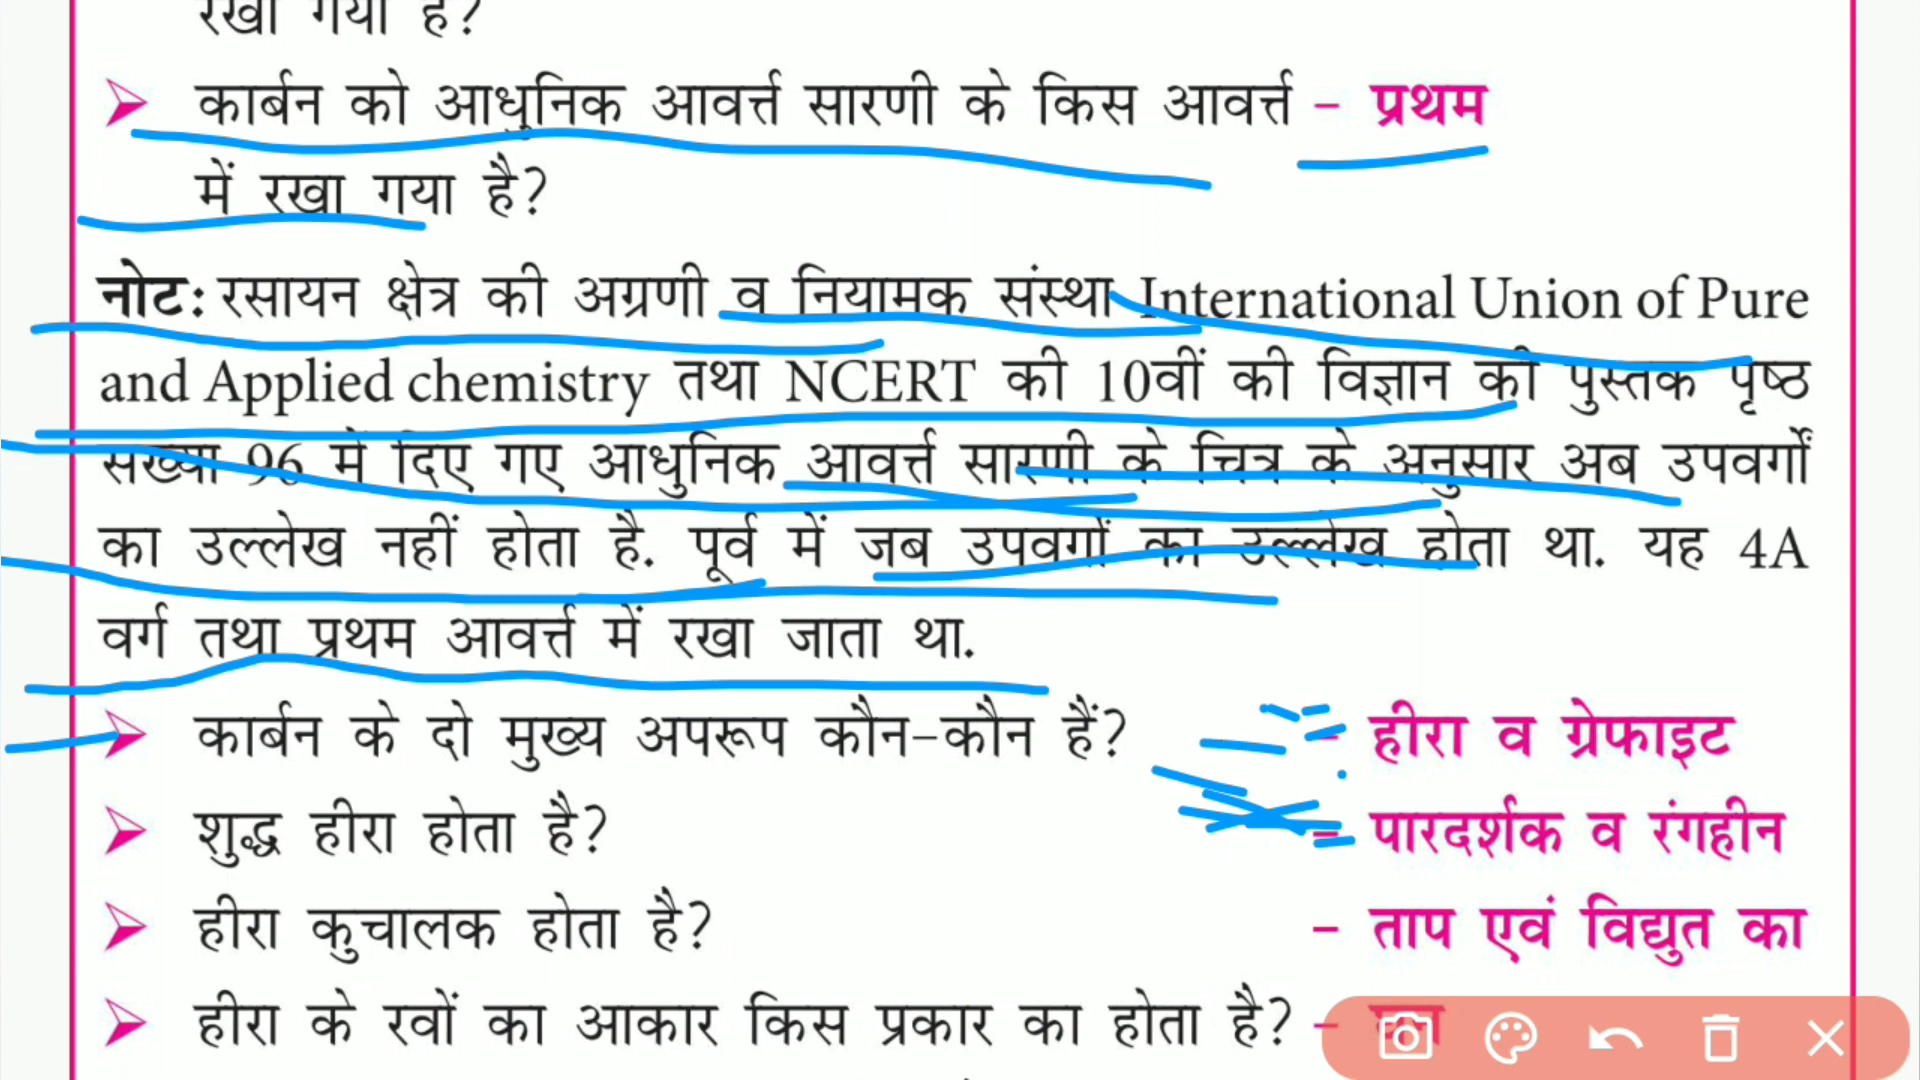 रखा गया है?
कार्बन को आधुनिक आवर्त्त सारणी के किस आवर्त्त – प्रथम
में रखा गया है?
नोट: रसायन क्षेत्र की अग्रणी व नियामक संस्था International Union of Pure
and Applied chemistry तथा NCERT की 10वीं की विज्ञान की पुस्तक पृष्ठ
संख्या 96 में दिए गए आधुनिक आवर्त्त सारणी के चित्र के अनुसार अब उपवर्गों
का उल्लेख नहीं होता है. पूर्व में जब उपवर्गों का उल्लेख होता था. यह 4A
वर्ग तथा प्रथम आवर्त्त में रखा जाता था.
कार्बन के दो मुख्य अपरूप कौन-कौन हैं? – हीरा व ग्रेफाइट
शुद्ध हीरा होता है? – पारदर्शक व रंगहीन
हीरा कुचालक होता है? – ताप एवं विद्युत का
हीरा के रवों का आकार किस प्रकार का होता है? –